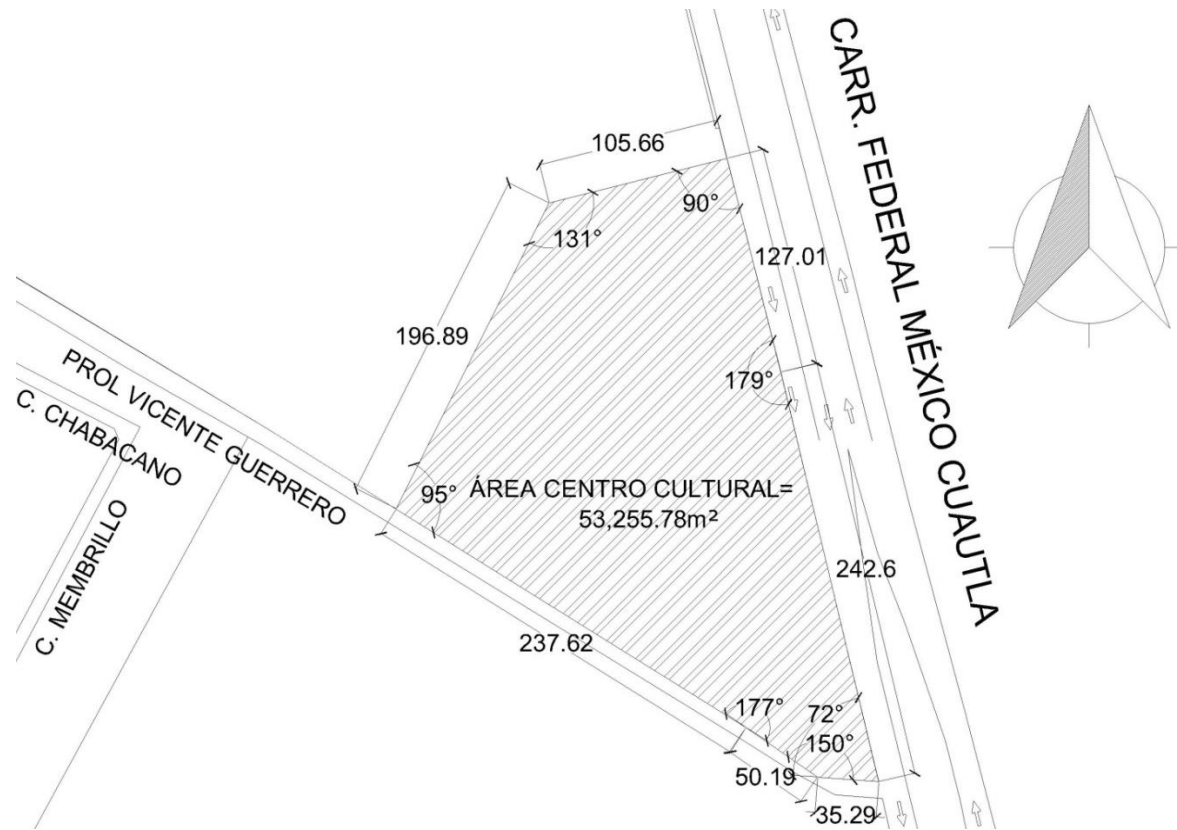 CARR. FEDERAL MÉXICO CUAUTLA
105.66
90°
131°
127.01
196.89
179°
PROL VICENTE GUERRERO
C. CHABACANO
C. MEMBRILLO
95°
ÁREA CENTRO CULTURAL=
53,255.78m²
242.6
237.62
177°
72°
150°
50.19
35.29